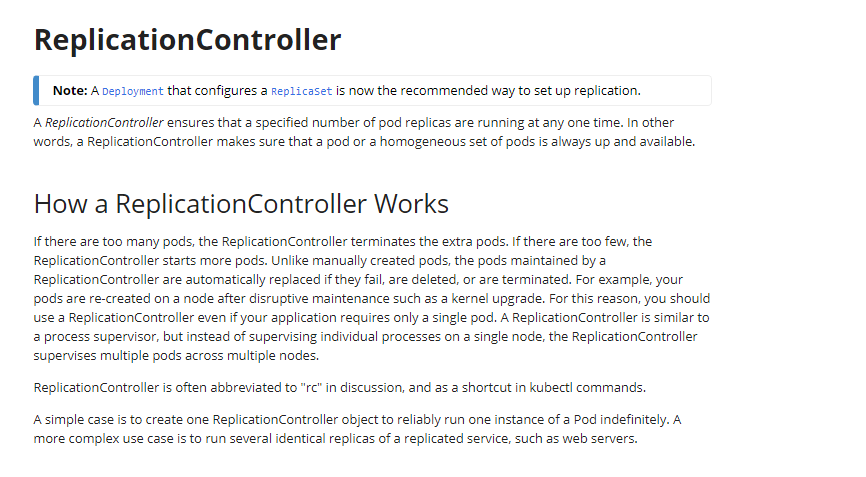 ReplicationController
Note: A Deployment that configures a ReplicaSet is now the recommended way to set up replication.
A ReplicationController ensures that a specified number of pod replicas are running at any one time. In other
words, a ReplicationController makes sure that a pod or a homogeneous set of pods is always up and available.
How a ReplicationController Works
If there are too many pods, the ReplicationController terminates the extra pods. If there are too few, the
ReplicationController starts more pods. Unlike manually created pods, the pods maintained by a
ReplicationController are automatically replaced if they fail, are deleted, or are terminated. For example, your
pods are re-created on a node after disruptive maintenance such as a kernel upgrade. For this reason, you should
use a ReplicationController even if your application requires only a single pod. A ReplicationController is similar to
a process supervisor, but instead of supervising individual processes on a single node, the ReplicationController
supervises multiple pods across multiple nodes.
ReplicationController is often abbreviated to "rc" in discussion, and as a shortcut in kubectl commands.
A simple case is to create one ReplicationController object to reliably run one instance of a Pod indefinitely. A
more complex use case is to run several identical replicas of a replicated service, such as web servers.